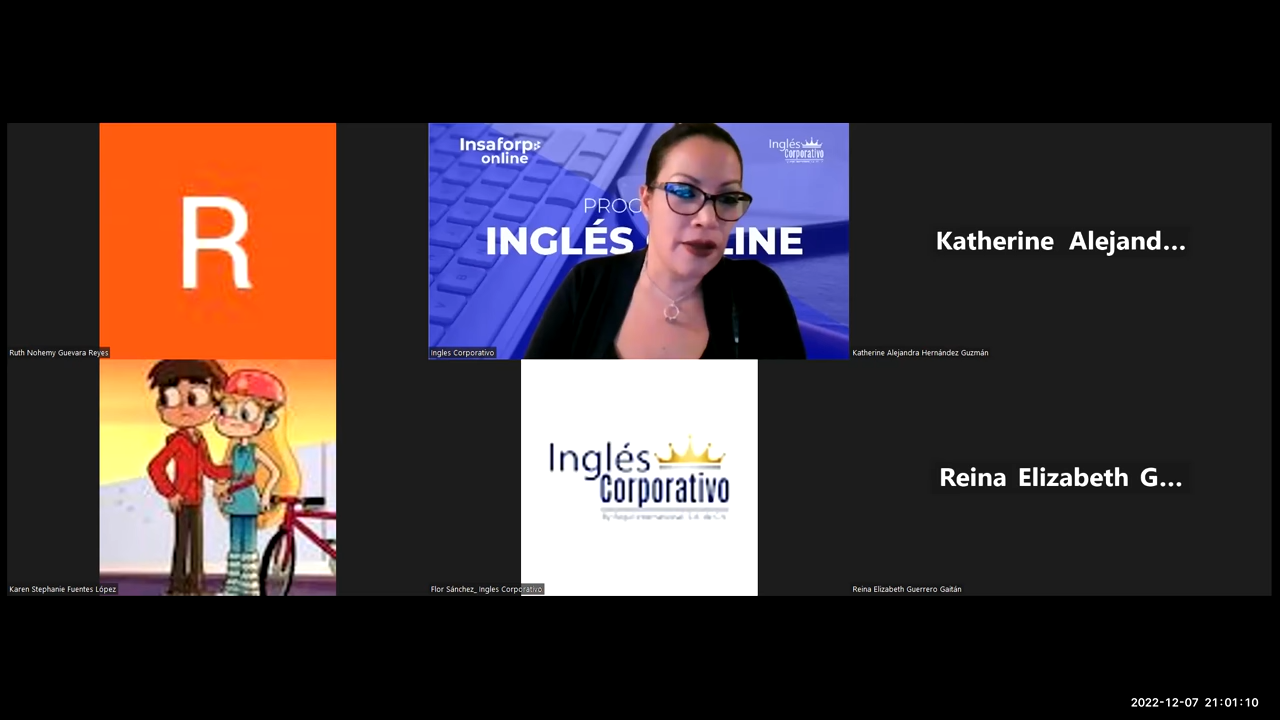 R
Ruth Nohemy Guevara Reyes
Insaforp
online
Inglés
Corporativo
PROG
INGLÉS LINE
Ingles Corporativo
Katherine Alejand...
Katherine Alejandra Hernández Guzmán
Karen Stephanie Fuentes López
Inglés
Corporativo
Flor Sánchez_ Ingles Corporativo
Reina Elizabeth G...
Reina Elizabeth Guerrero Gaitán
2022-12-07 21:01:10